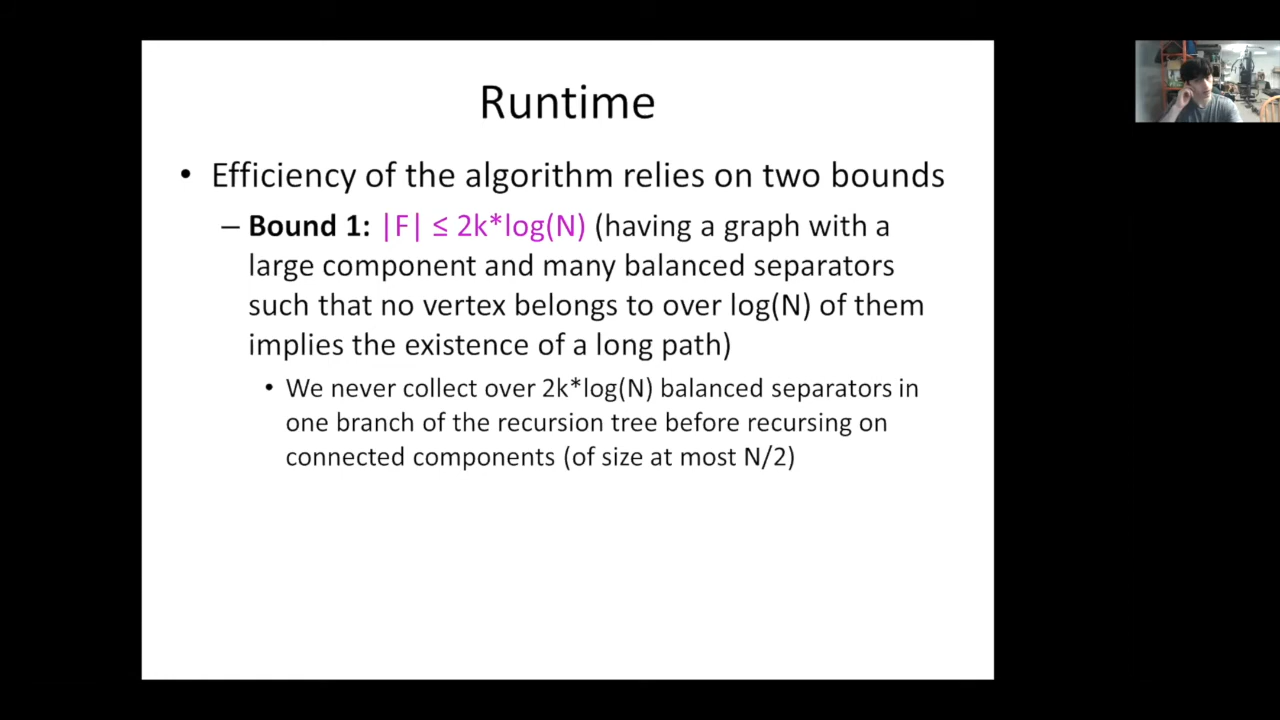 Runtime
• Efficiency of the algorithm relies on two bounds
– Bound 1: |F| ≤ 2k*log(N) (having a graph with a
large component and many balanced separators
such that no vertex belongs to over log(N) of them
implies the existence of a long path)
• We never collect over 2k*log(N) balanced separators in
one branch of the recursion tree before recursing on
connected components (of size at most N/2)